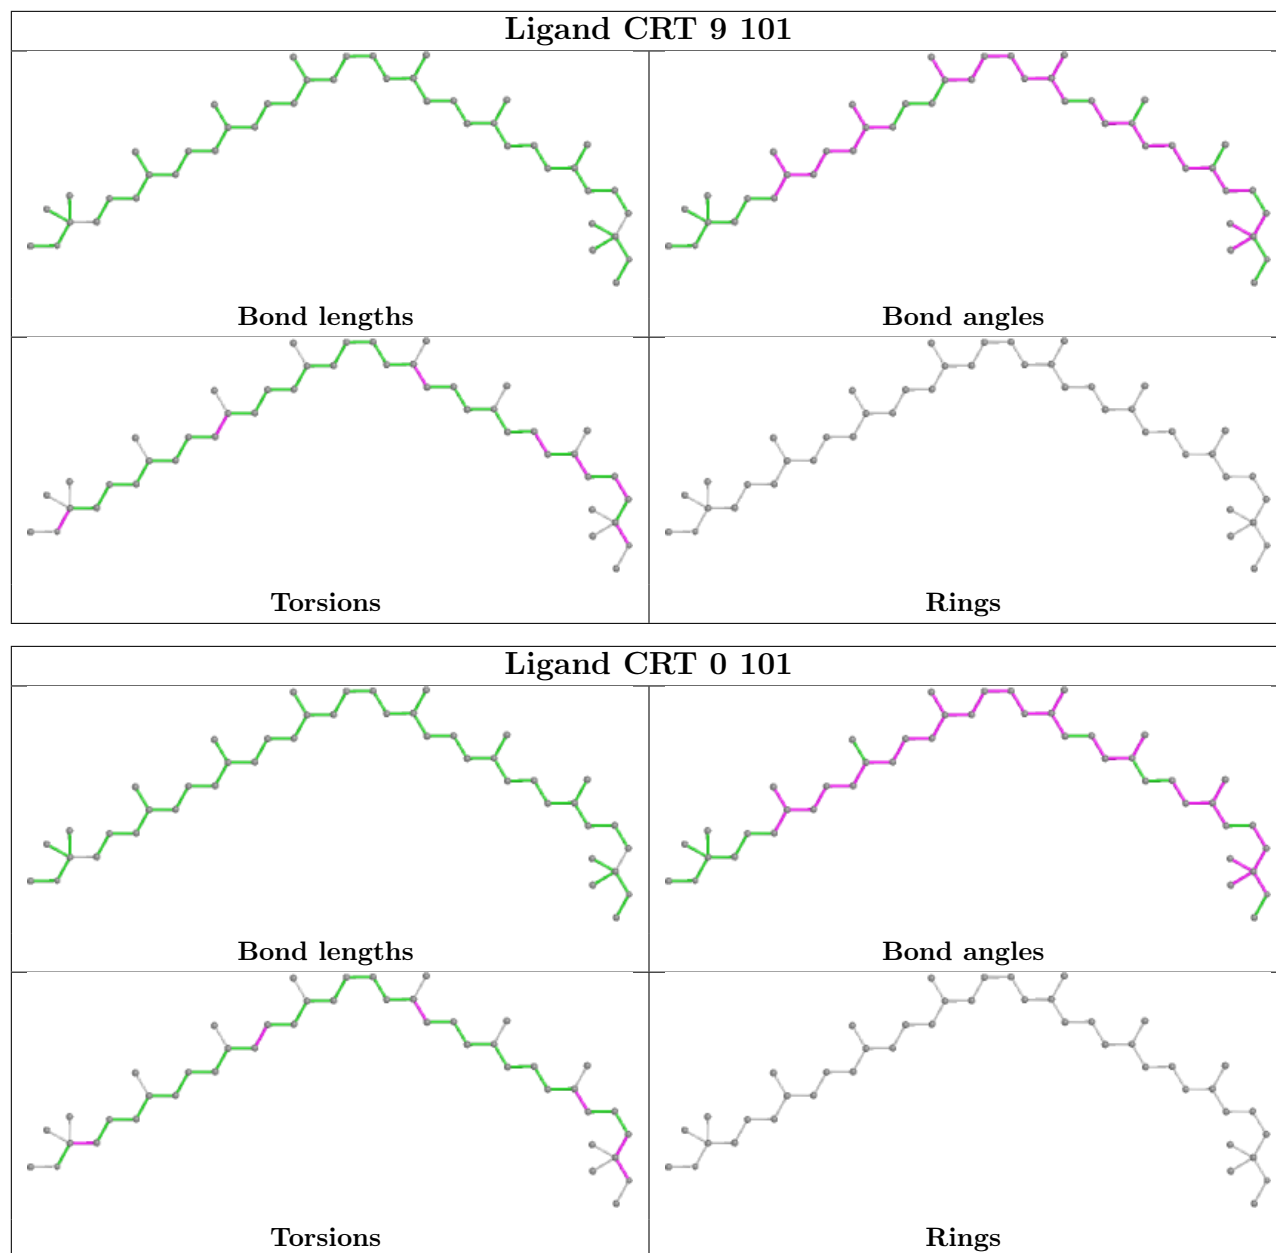 Ligand CRT 9 101
Bond lengths
Bond angles
Torsions
Rings
Ligand CRT 0 101
Bond lengths
Bond angles
Torsions
Rings